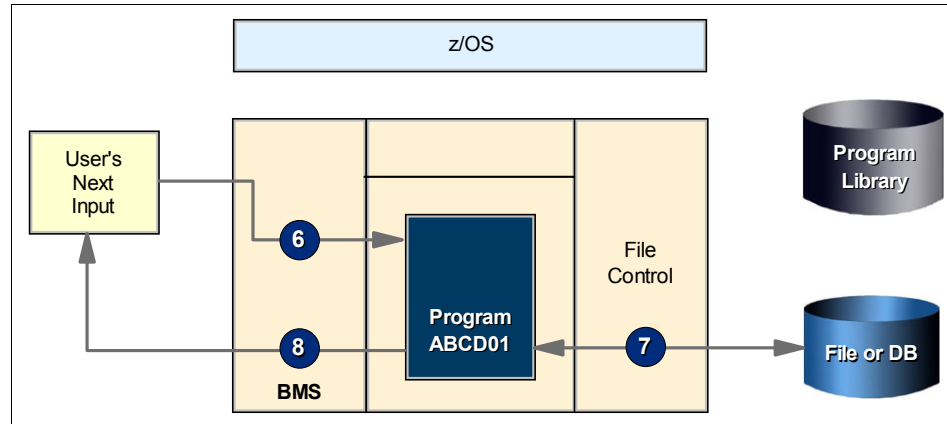 z/OS
User's
Next
Input
Program
Library
6
File
Control
Program
ABCD01
8
7
File or DB
BMS